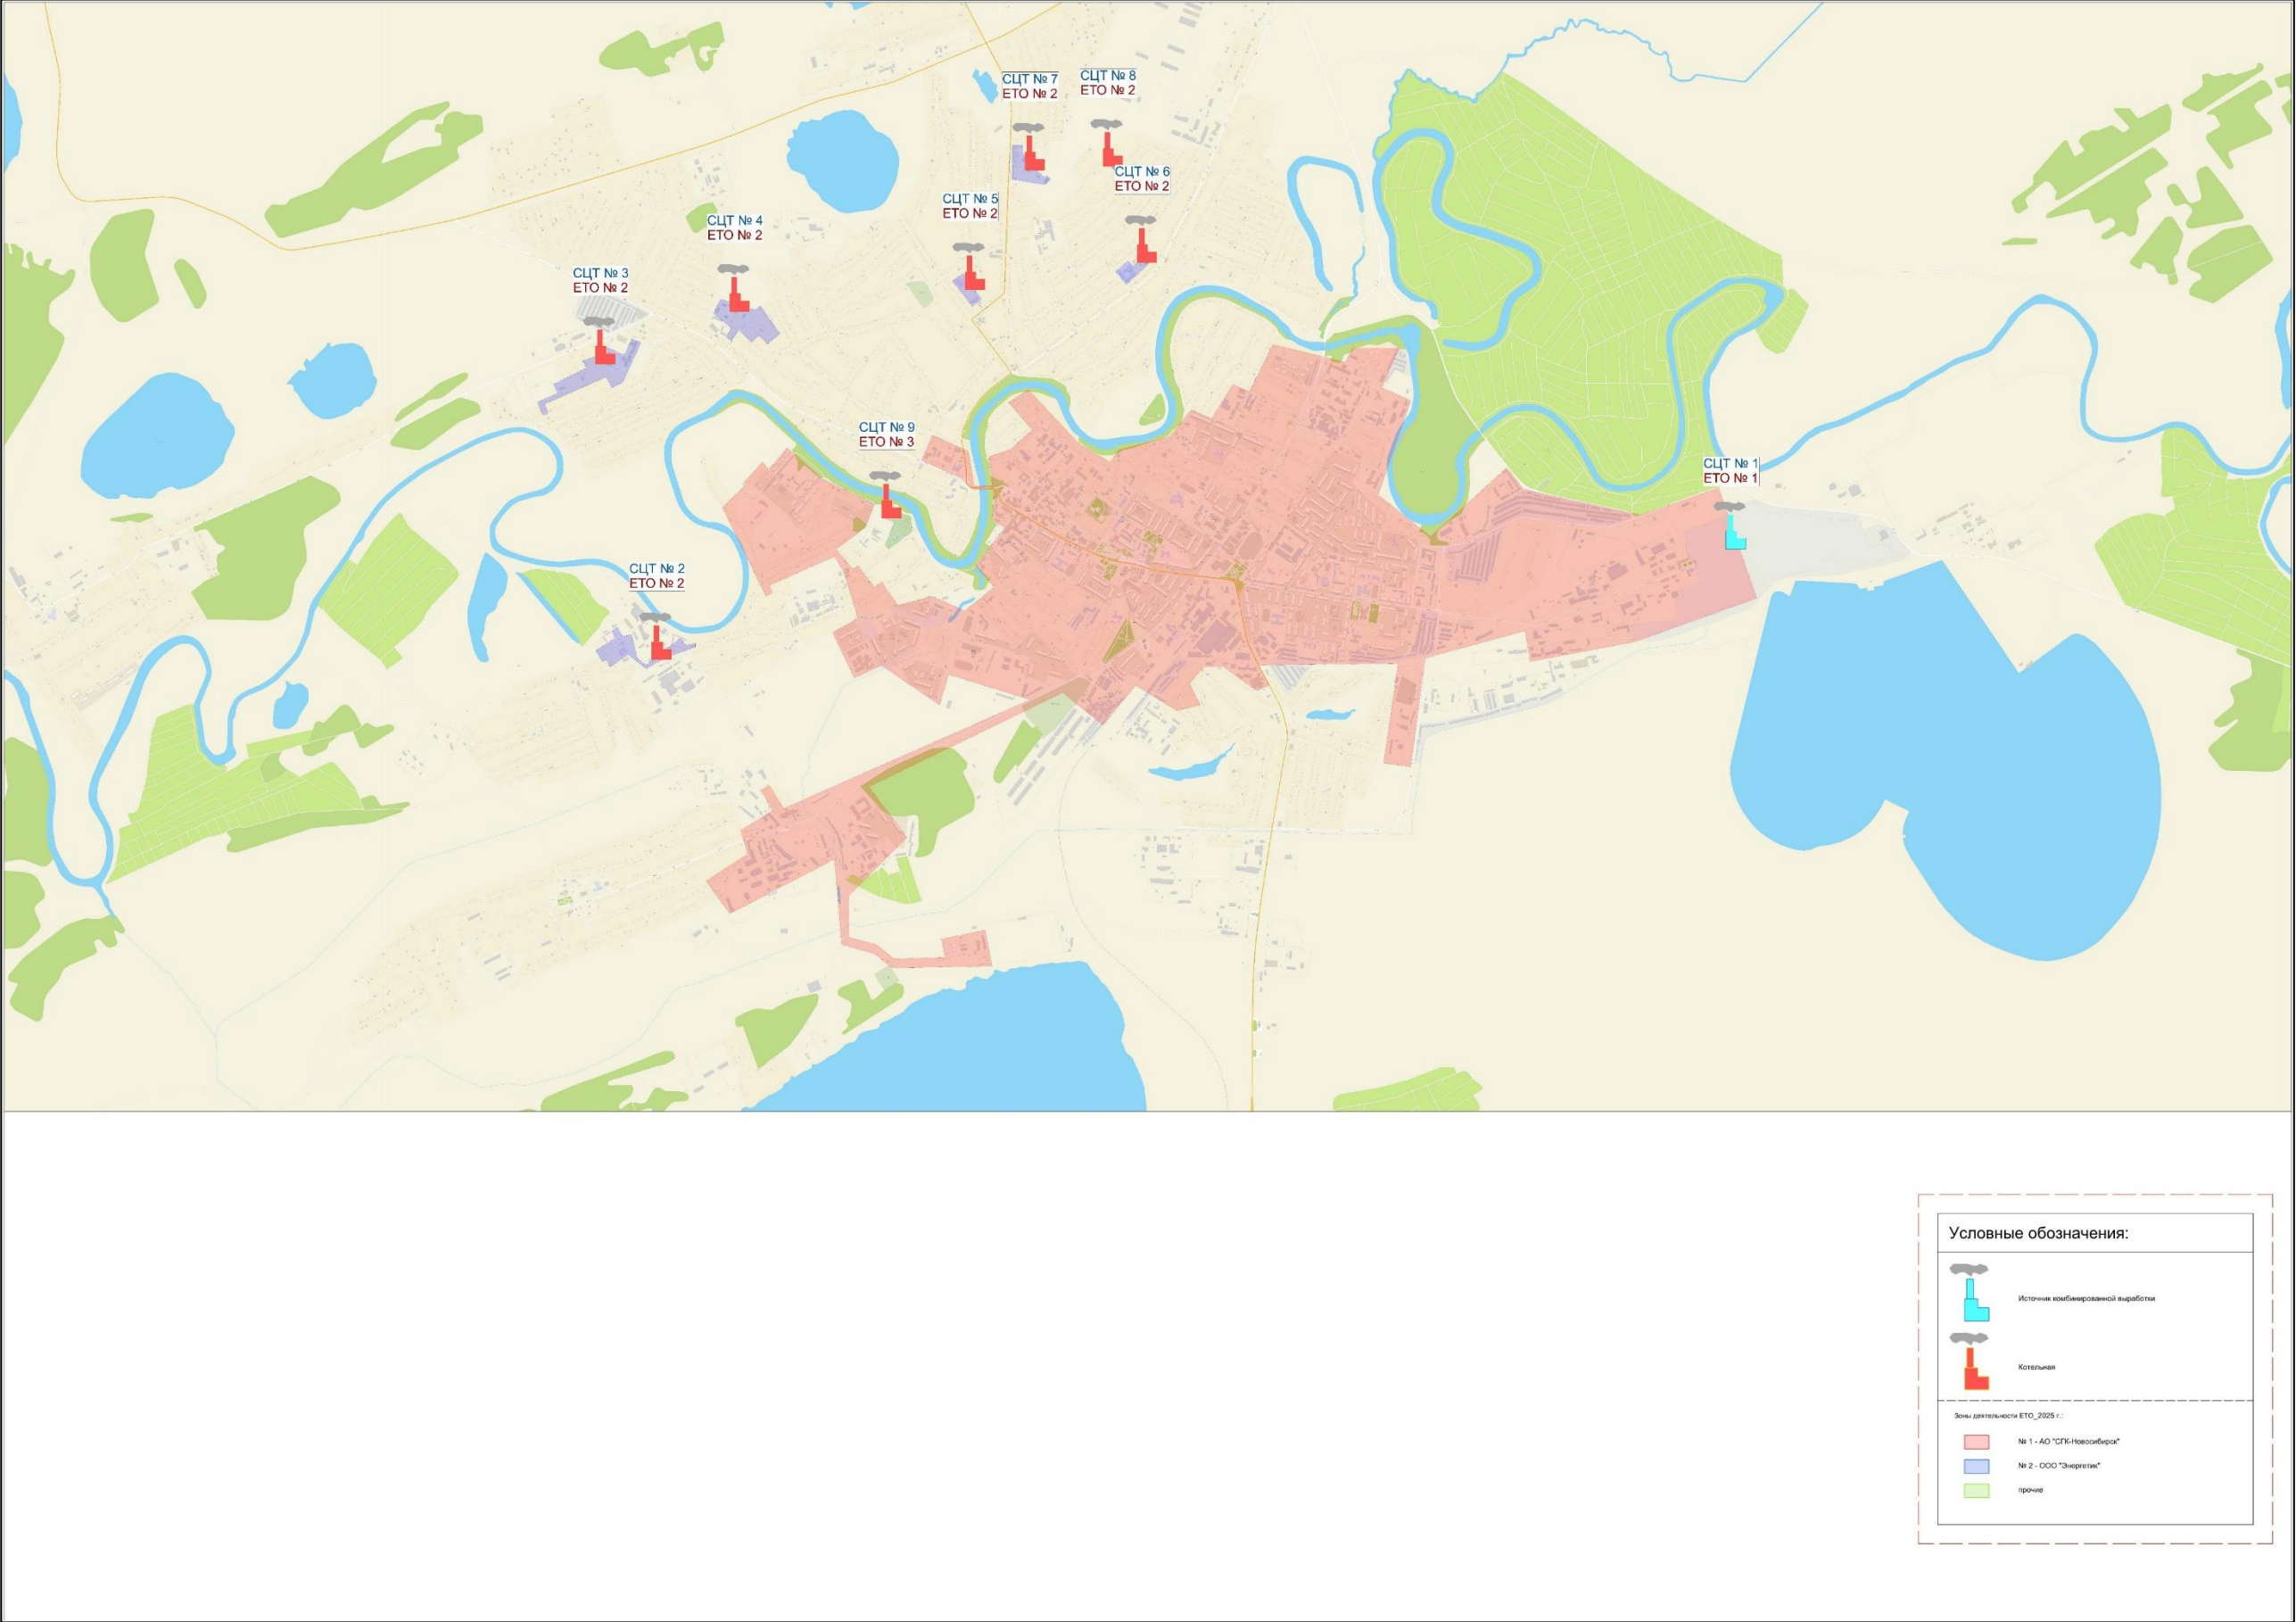 СЦТ № 7
ЕТО № 2
СЦТ № 8
ЕТО № 2
СЦТ № 6
ЕТО № 2
СЦТ № 5
ЕТО № 2
СЦТ № 4
ЕТО № 2
СЦТ № 3
ЕТО № 2
СЦТ № 9
ЕТО № 3
СЦТ № 1
ЕТО № 1
СЦТ № 2
ЕТО № 2
Условные обозначения:
Источник комбинированной выработки
Котельная
Зоны деятельности ЕТО_2025 г.:
№ 1 - АО "СГК-Новосибирск"
№ 2 - ООО "Энергетик"
прочие